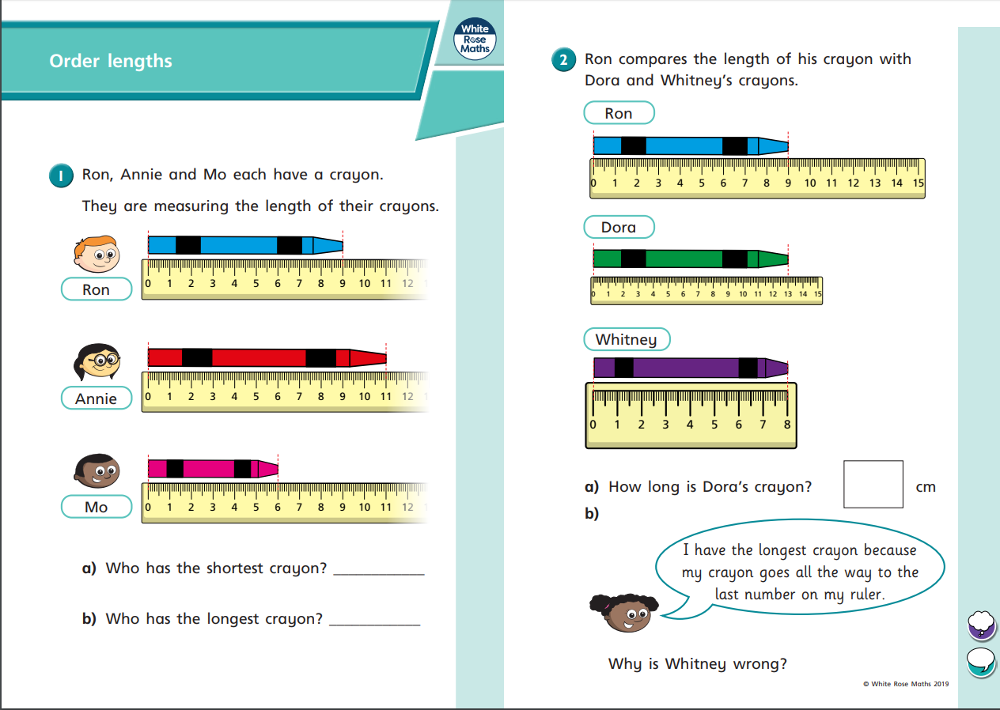 Order lengths
White
Rose
Maths
1 Ron, Annie and Mo each have a crayon.
They are measuring the length of their crayons.
0 1 2 3 4 5 6 7 8 9 10 11 12 1
Ron
0 1 2 3 4 5 6 7 8 9 10 11 12 1
Annie
0 1 2 3 4 5 6 7 8 9 10 11 12 1
Mo
a) Who has the shortest crayon? ____________
b) Who has the longest crayon? ____________
2 Ron compares the length of his crayon with
Dora and Whitney’s crayons.
Ron
0 1 2 3 4 5 6 7 8 9 10 11 12 13 14 15
Dora
0 1 2 3 4 5 6 7 8 9 10 11 12 13 14 15
Whitney
0 1 2 3 4 5 6 7 8
a) How long is Dora’s crayon? cm
b)
I have the longest crayon because
my crayon goes all the way to the
last number on my ruler.
Why is Whitney wrong?
© White Rose Maths 2019